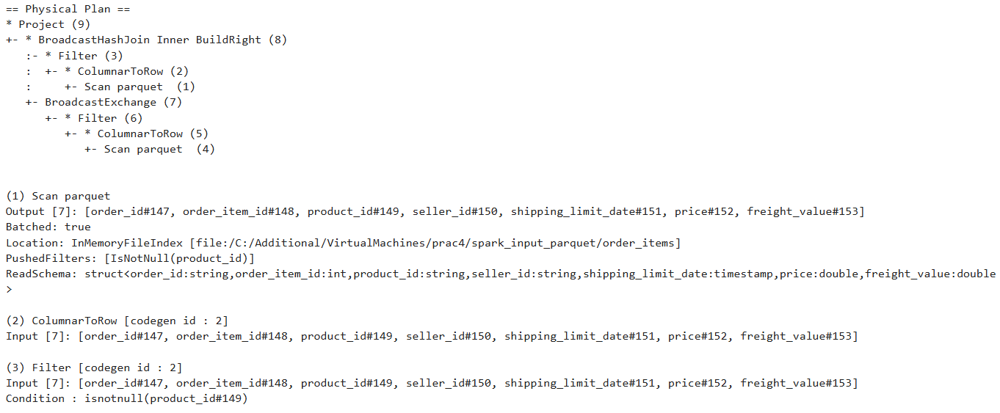 == Physical Plan ==
* Project (9)
+- * BroadcastHashJoin Inner BuildRight (8)
   :- * Filter (3)
   :  +- * ColumnarToRow (2)
   :     +- Scan parquet  (1)
   +- BroadcastExchange (7)
      +- * Filter (6)
         +- * ColumnarToRow (5)
            +- Scan parquet  (4)
(1) Scan parquet
Output [7]: [order_id#147, order_item_id#148, product_id#149, seller_id#150, shipping_limit_date#151, price#152, freight_value#153]
Batched: true
Location: InMemoryFileIndex [file:/C:/Additional/VirtualMachines/prac4/spark_input_parquet/order_items]
PushedFilters: [IsNotNull(product_id)]
ReadSchema: struct<order_id:string,order_item_id:int,product_id:string,seller_id:string,shipping_limit_date:timestamp,price:double,freight_value:double
>
(2) ColumnarToRow [codegen id : 2]
Input [7]: [order_id#147, order_item_id#148, product_id#149, seller_id#150, shipping_limit_date#151, price#152, freight_value#153]
(3) Filter [codegen id : 2]
Input [7]: [order_id#147, order_item_id#148, product_id#149, seller_id#150, shipping_limit_date#151, price#152, freight_value#153]
Condition : isnotnull(product_id#149)